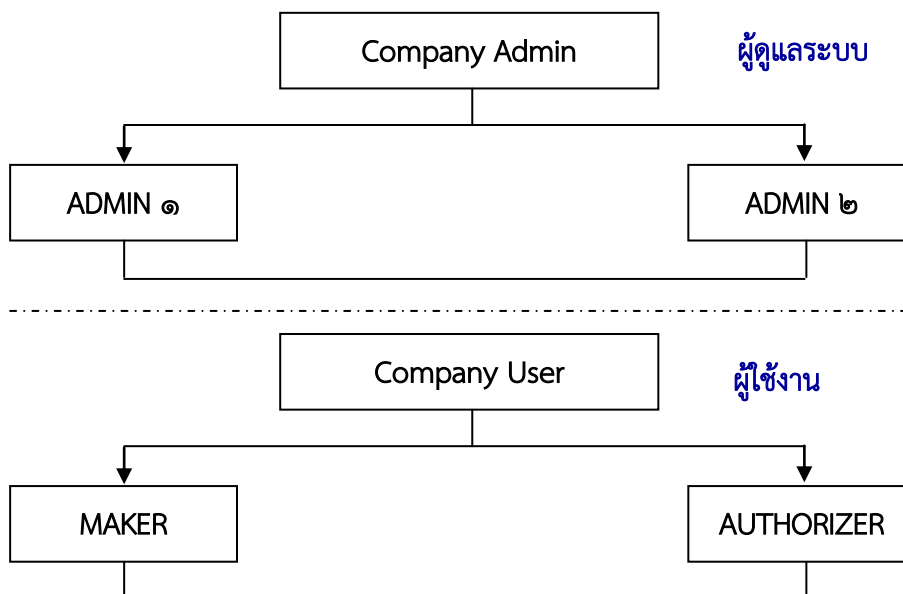 Company Admin
ผู้ดูแลระบบ
ADMIN ๑
ADMIN ๒
Company User
ผู้ใช้งาน
MAKER
AUTHORIZER